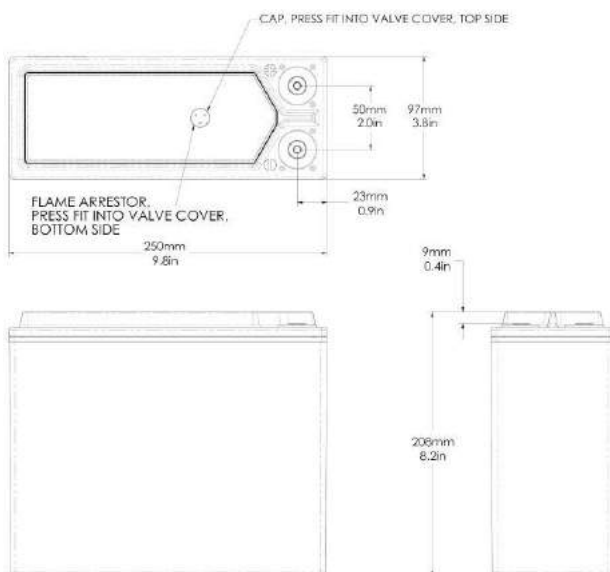 CAP, PRESS FIT INTO VALVE COVER, TOP SIDE
50mm
2.0in
97mm
3.8in
FLAME ARRESTOR,
PRESS FIT INTO VALVE COVER,
BOTTOM SIDE
23mm
0.9in
250mm
9.8in
9mm
0.4in
208mm
8.2in